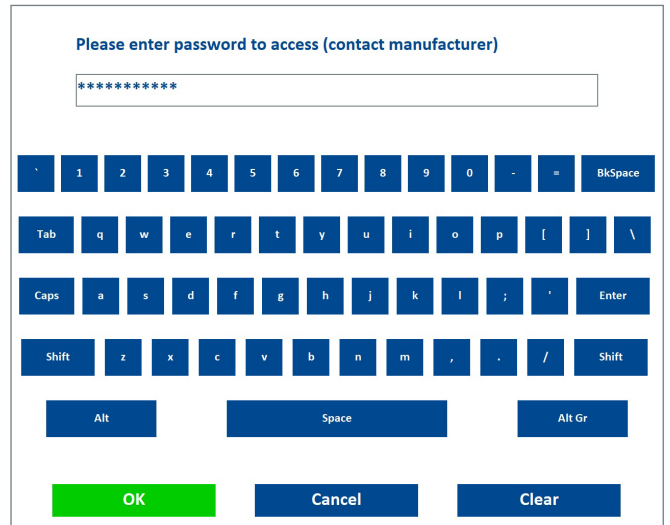 Please enter password to access (contact manufacturer)
***********
` 1 2 3 4 5 6 7 8 9 0 - = BkSpace
Tab q w e r t y u i o p [ ] \
Caps a s d f g h j k l ; ' Enter
Shift z x c v b n m , . / Shift
Alt Space Alt Gr
OK Cancel Clear